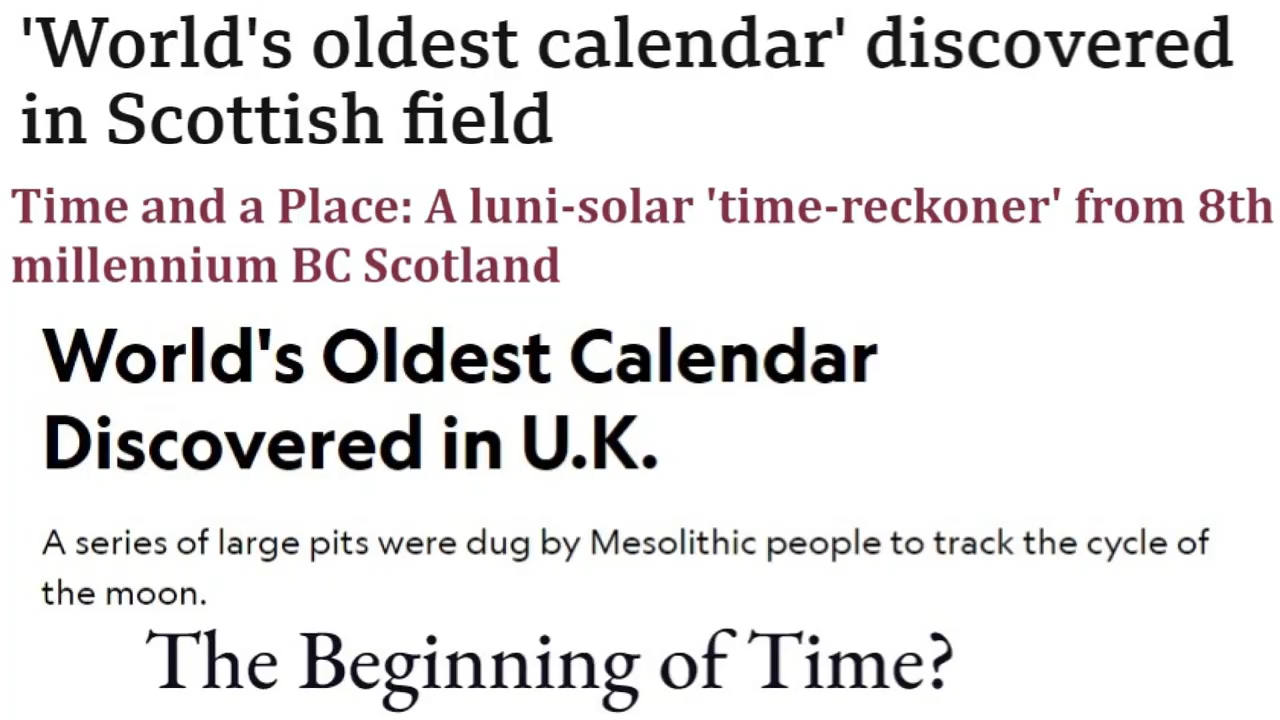 'World's oldest calendar' discovered
in Scottish field
Time and a Place: A luni-solar 'time-reckoner' from 8th
millennium BC Scotland
World's Oldest Calendar
Discovered in U.K.
A series of large pits were dug by Mesolithic people to track the cycle of
the moon.
The Beginning of Time?